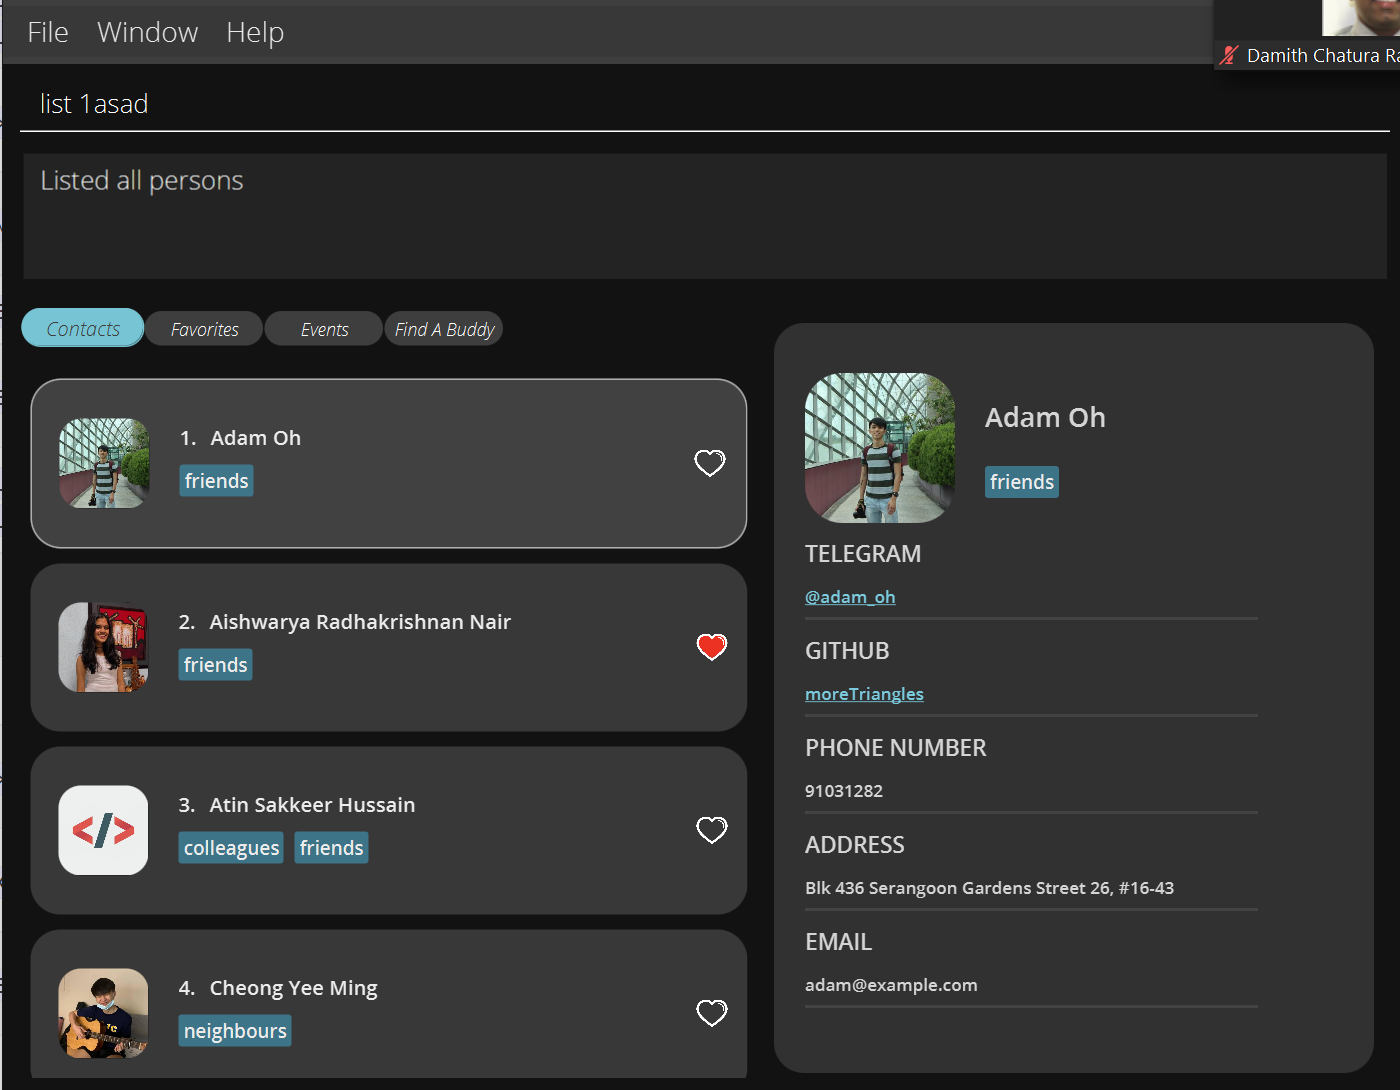 File Window Help
Damith Chatura
list 1asad
Listed all persons
Contacts Favorites Events Find A Buddy
1. Adam Oh
friends
2. Aishwarya Radhakrishnan Nair
friends
3. Atin Sakkeer Hussain
colleagues friends
4. Cheong Yee Ming
neighbours
Adam Oh
friends
TELEGRAM
@adam_oh
GITHUB
moreTriangles
PHONE NUMBER
91031282
ADDRESS
Blk 436 Serangoon Gardens Street 26, #16-43
EMAIL
adam@example.com